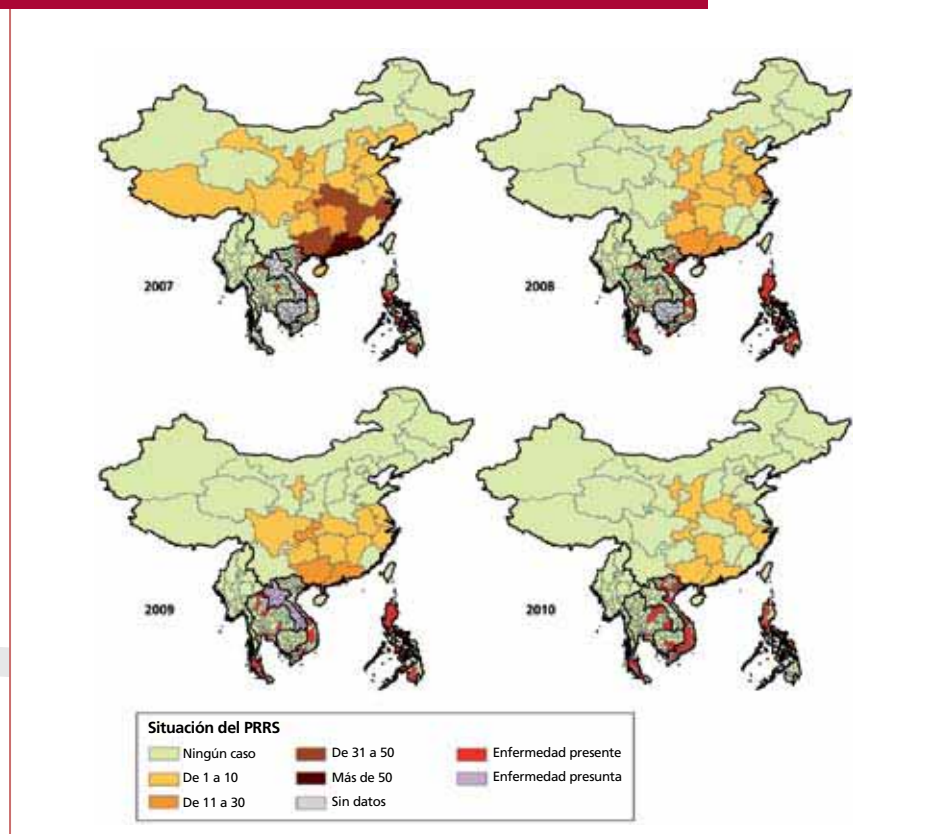 2007
2008
2009
2010
Situación del PRRS
Ningún caso
De 1 a 10
De 11 a 30
De 31 a 50
Más de 50
Sin datos
Enfermedad presente
Enfermedad presunta